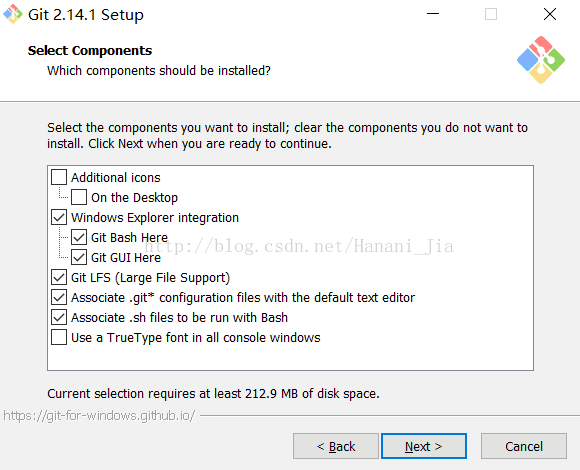 Git 2.14.1 Setup
Select Components
Which components should be installed?
Select the components you want to install; clear the components you do not want to
install. Click Next when you are ready to continue.
Additional icons
On the Desktop
Windows Explorer integration
Git Bash Here
http://blog.csdn.net/Hanani_Jia
Git GUI Here
Git LFS (Large File Support)
Associate .git* configuration files with the default text editor
Associate .sh files to be run with Bash
Use a TrueType font in all console windows
Current selection requires at least 212.9 MB of disk space.
https://git-for-windows.github.io/
< Back
Next >
Cancel